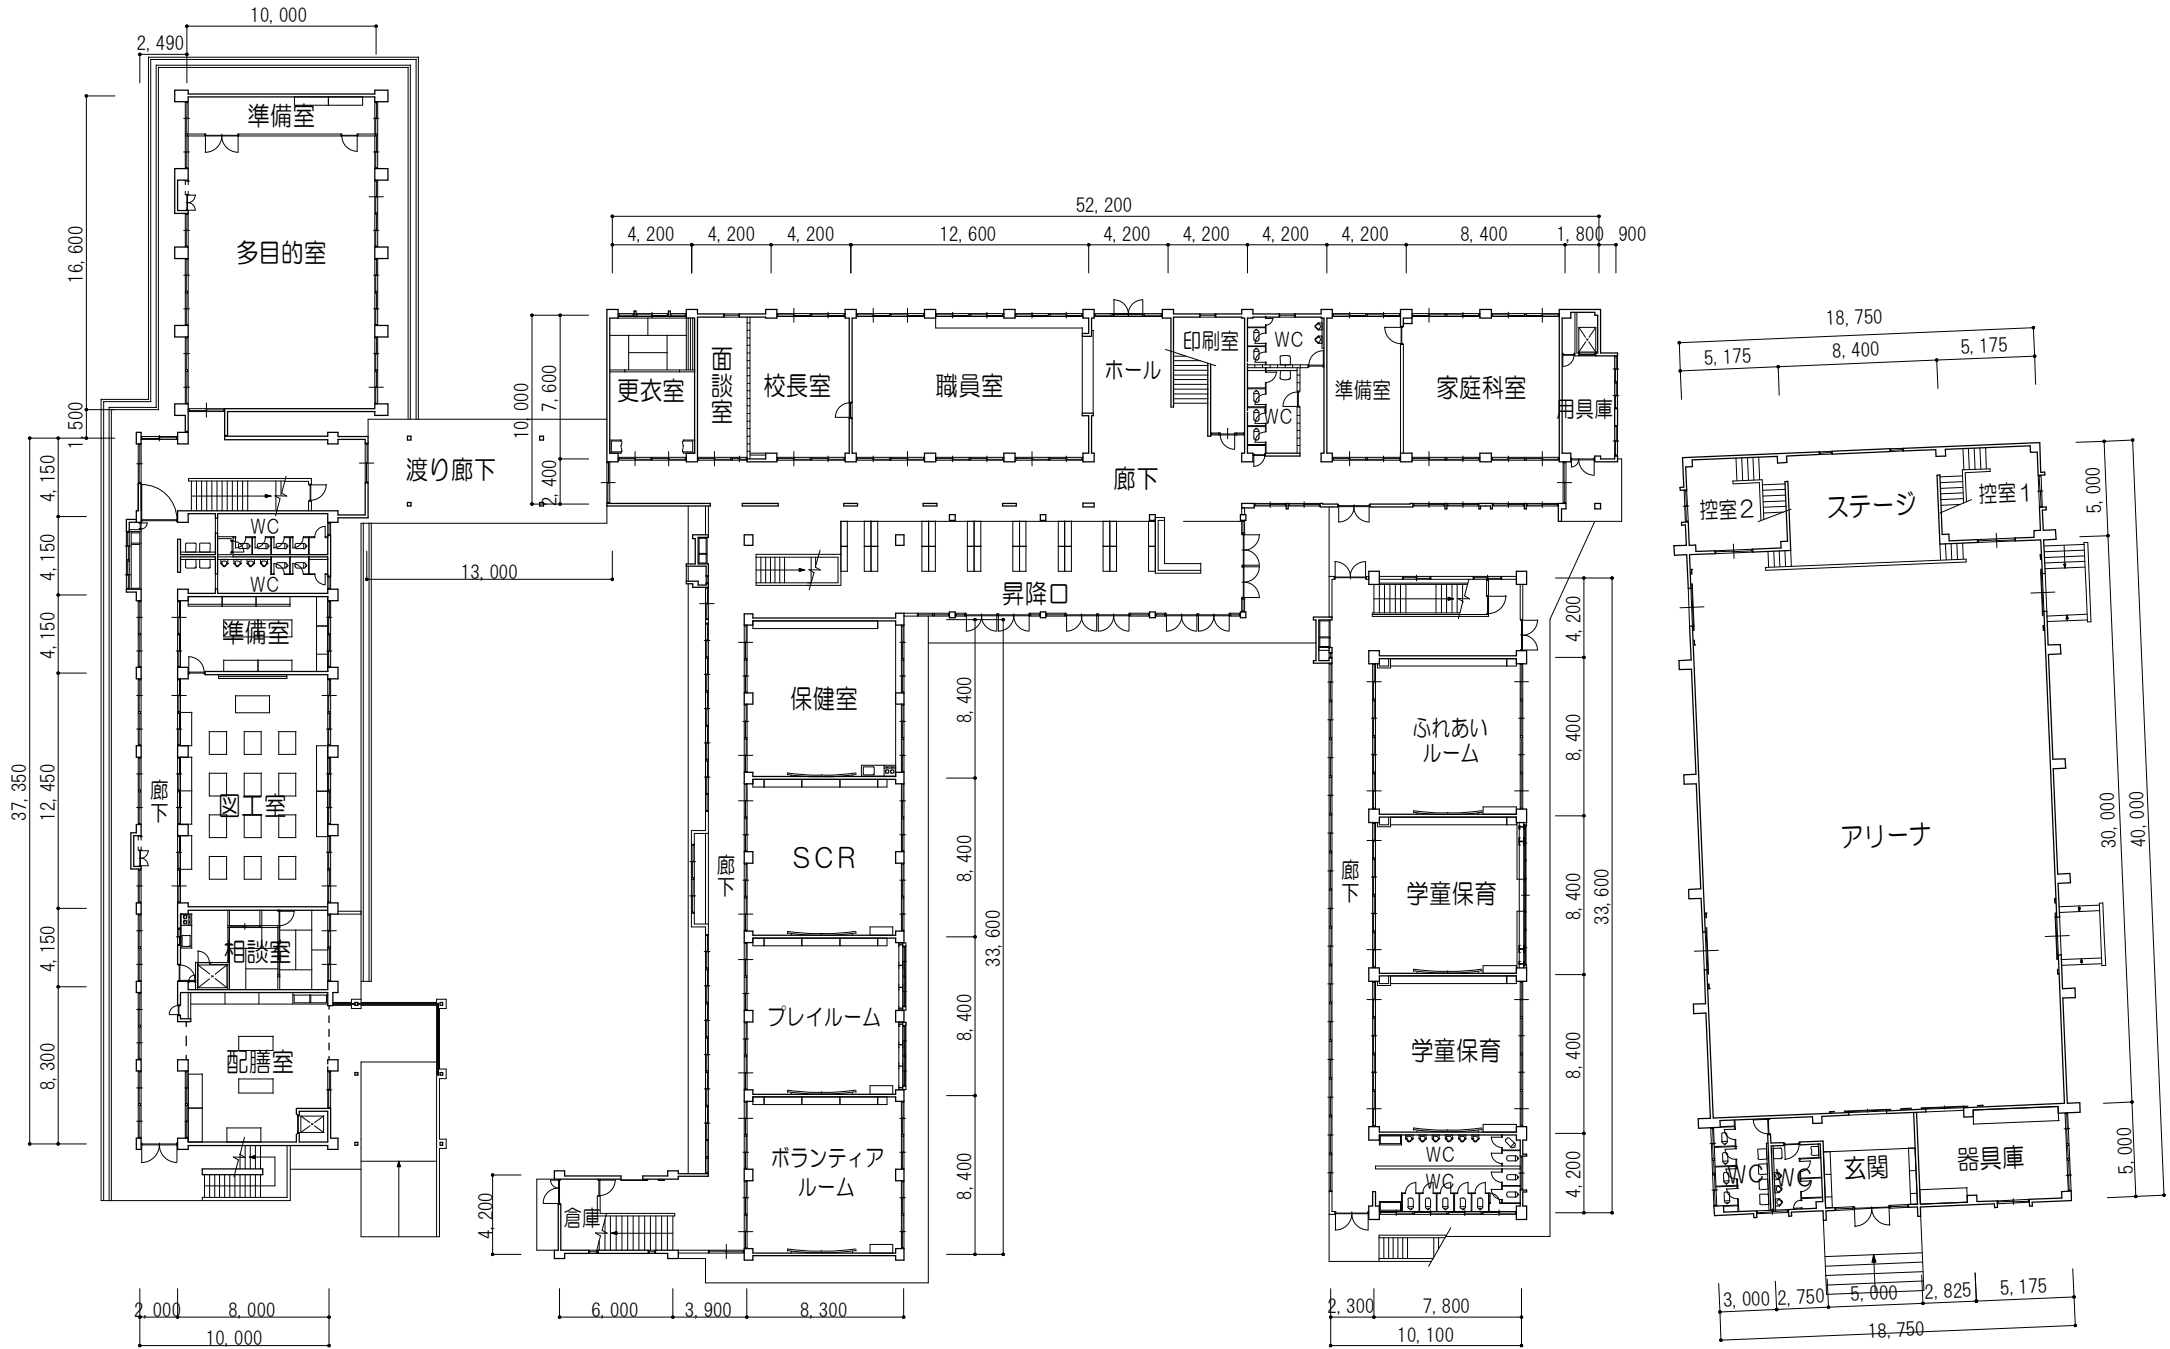 10,000
2,490
準備室
多目的室
16,600
1,500
52,200
4,200
4,200
4,200
12,600
4,200
4,200
4,200
4,200
8,400
1,800
900
10,000
7,600
2,400
更衣室
面談室
校長室
職員室
ホール
印刷室
WC
WC
準備室
家庭科室
用具庫
渡り廊下
廊下
13,000
昇降口
37,350
4,150
4,150
4,150
12,450
4,150
8,300
WC
WC
準備室
廊下
図工室
相談室
配膳室
2,000
8,000
10,000
保健室
SCR
廊下
プレイルーム
ボランティア
ルーム
倉庫
4,200
8,400
8,400
8,400
8,400
33,600
6,000
3,900
8,300
ふれあい
ルーム
廊下
学童保育
学童保育
WC
WC
4,200
8,400
8,400
8,400
4,200
33,600
2,300
7,800
10,100
18,750
5,175
8,400
5,175
控室2
ステージ
控室1
アリーナ
5,000
30,000
40,000
5,000
WC
WC
玄関
器具庫
3,000
2,750
5,000
2,825
5,175
18,750